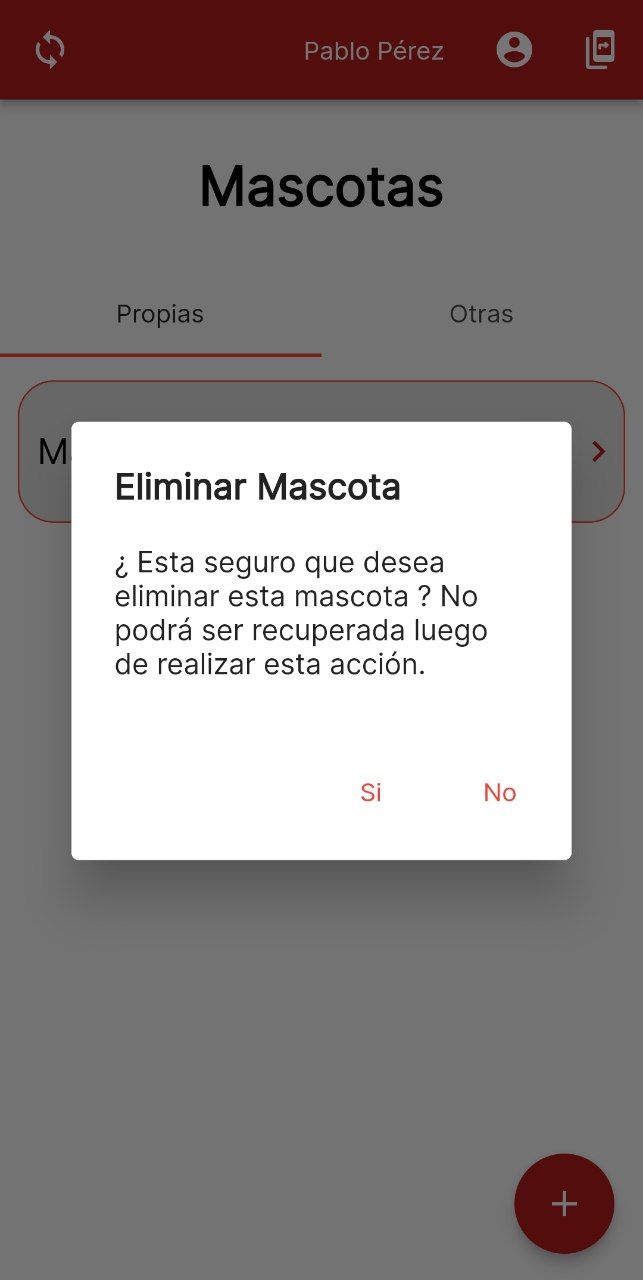 Pablo Pérez
Mascotas
Propias
Otras
Eliminar Mascota
¿ Esta seguro que desea
eliminar esta mascota ? No
podrá ser recuperada luego
de realizar esta acción.
Si
No